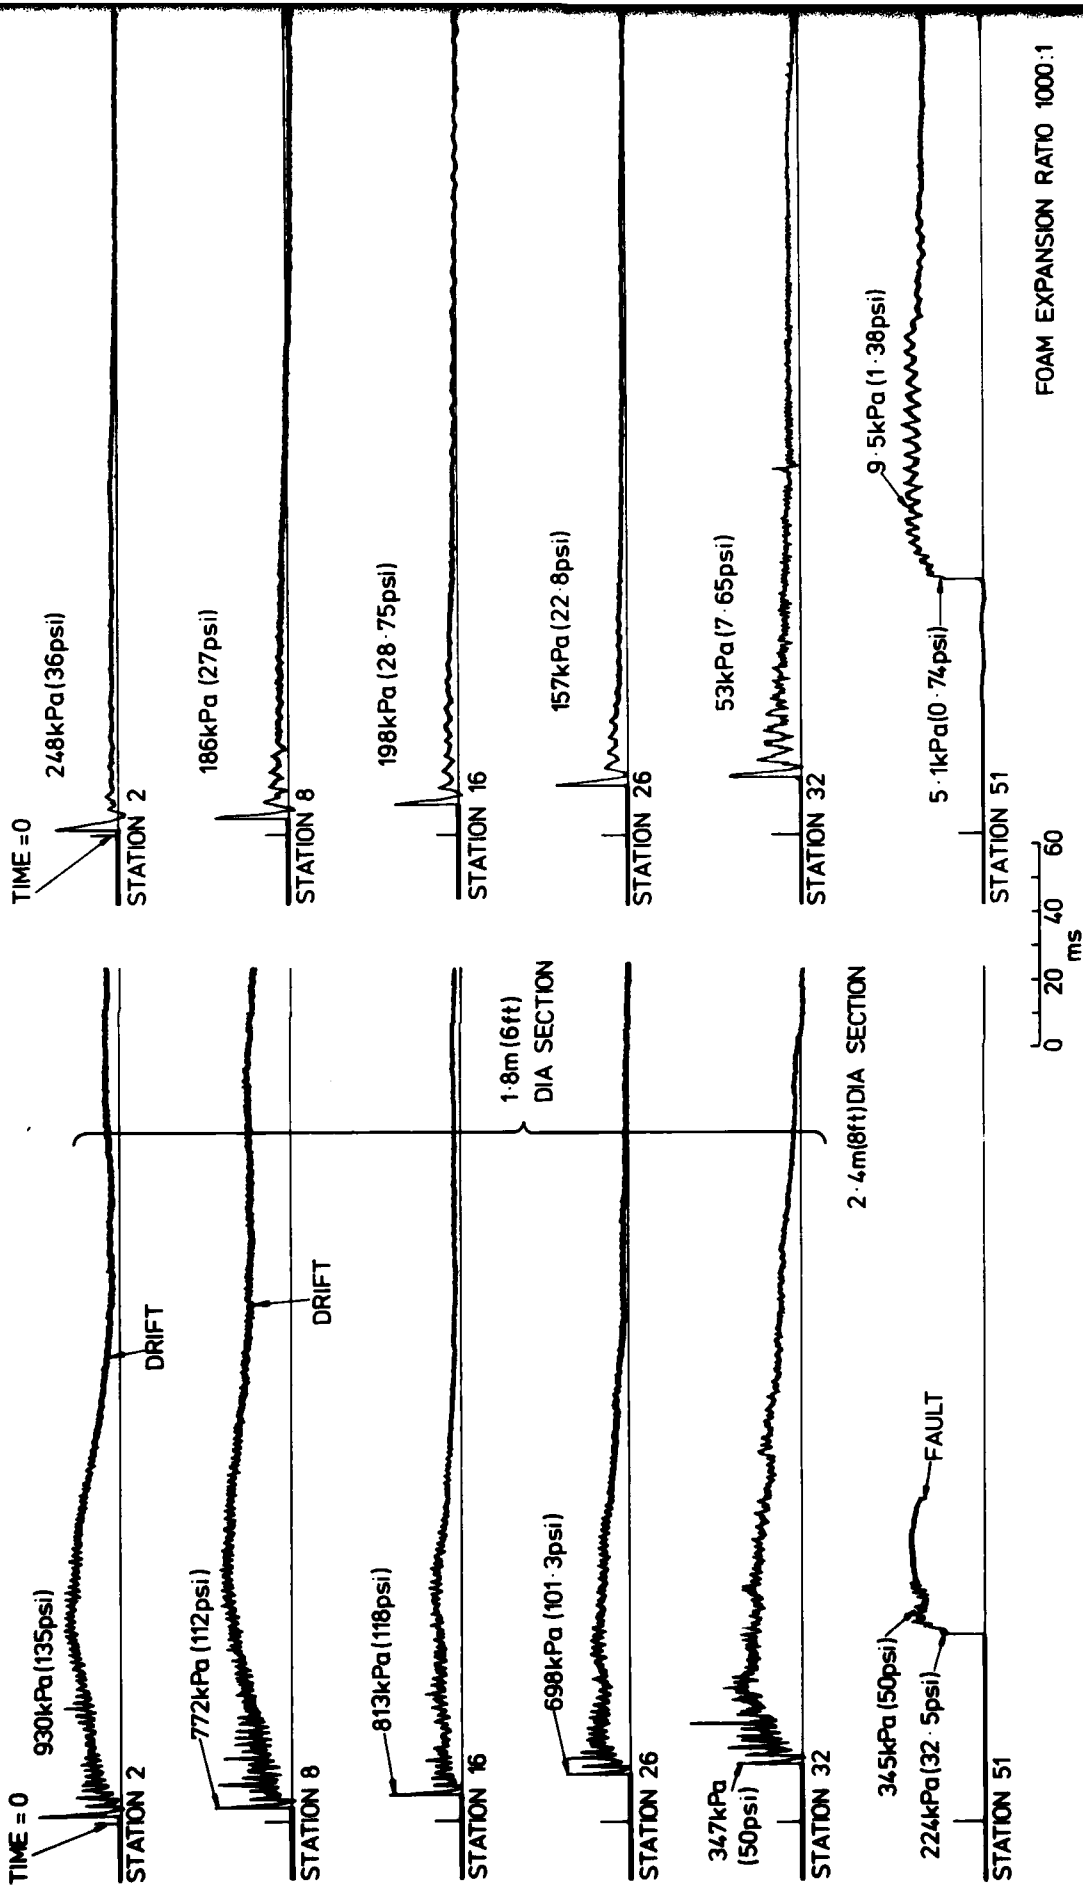 TIME = 0
930kPa (135psi)
STATION 2
DRIFT
772kPa (112psi)
STATION 8
DRIFT
813kPa (118psi)
STATION 16
698kPa (101·3psi)
STATION 26
1·8m (6ft)
DIA SECTION
347kPa
(50psi)
STATION 32
2·4m(8ft)DIA SECTION
345kPa (50psi)
224kPa (32·5psi)
FAULT
STATION 51
TIME =0
248kPa (36psi)
STATION 2
186kPa (27psi)
STATION 8
198kPa (28·75psi)
STATION 16
157kPa (22·8psi)
STATION 26
53kPa (7·65psi)
STATION 32
9·5kPa (1·38psi)
5·1kPa(0·74psi)
STATION 51
0 20 40 60
ms
FOAM EXPANSION RATIO 1000:1